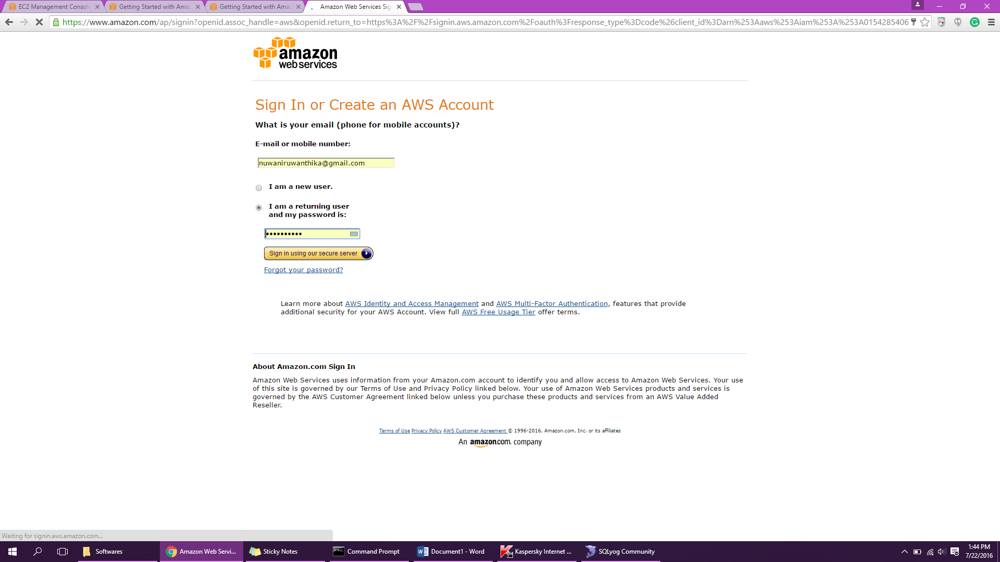 EC2 Management Consol
Getting Started with Amaz
Getting Started with Amaz
Amazon Web Services Sig
https://www.amazon.com/ap/signin?openid.assoc_handle=aws&openid.return_to=https%3A%2F%2Fsignin.aws.amazon.com%2Foauth%3Fresponse_type%3Dcode%26client_id%3Darn%253Aaws%253Aiam%253A%253A0154285406
amazon
webservices
Sign In or Create an AWS Account
What is your email (phone for mobile accounts)?
E-mail or mobile number:
nuwaniruwanthika@gmail.com
I am a new user.
I am a returning user
and my password is:
••••••••••
Sign in using our secure server
Forgot your password?
Learn more about AWS Identity and Access Management and AWS Multi-Factor Authentication, features that provide
additional security for your AWS Account. View full AWS Free Usage Tier offer terms.
About Amazon.com Sign In
Amazon Web Services uses information from your Amazon.com account to identify you and allow access to Amazon Web Services. Your use
of this site is governed by our Terms of Use and Privacy Policy linked below. Your use of Amazon Web Services products and services is
governed by the AWS Customer Agreement linked below unless you purchase these products and services from an AWS Value Added
Reseller.
Terms of Use Privacy Policy AWS Customer Agreement © 1996-2016, Amazon.com, Inc. or its affiliates
An amazon.com. company
Waiting for signin.aws.amazon.com...
Softwares
Amazon Web Servi...
Sticky Notes
Command Prompt
Document1 - Word
Kaspersky Internet ...
SQLyog Community
1:44 PM
7/22/2016